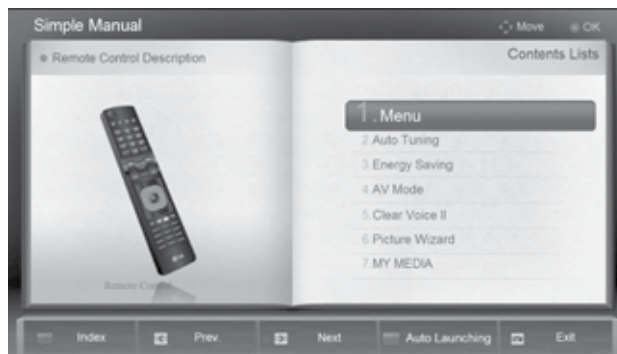 Simple Manual
Move OK
Remote Control Description
Contents Lists
1. Menu
2.Auto Tuning
3.Energy Saving
4.AV Mode
5.Clear Voice II
6.Picture Wizard
7.MY MEDIA
LG
Remote Control
Index Prev. Next Auto Launching Exit